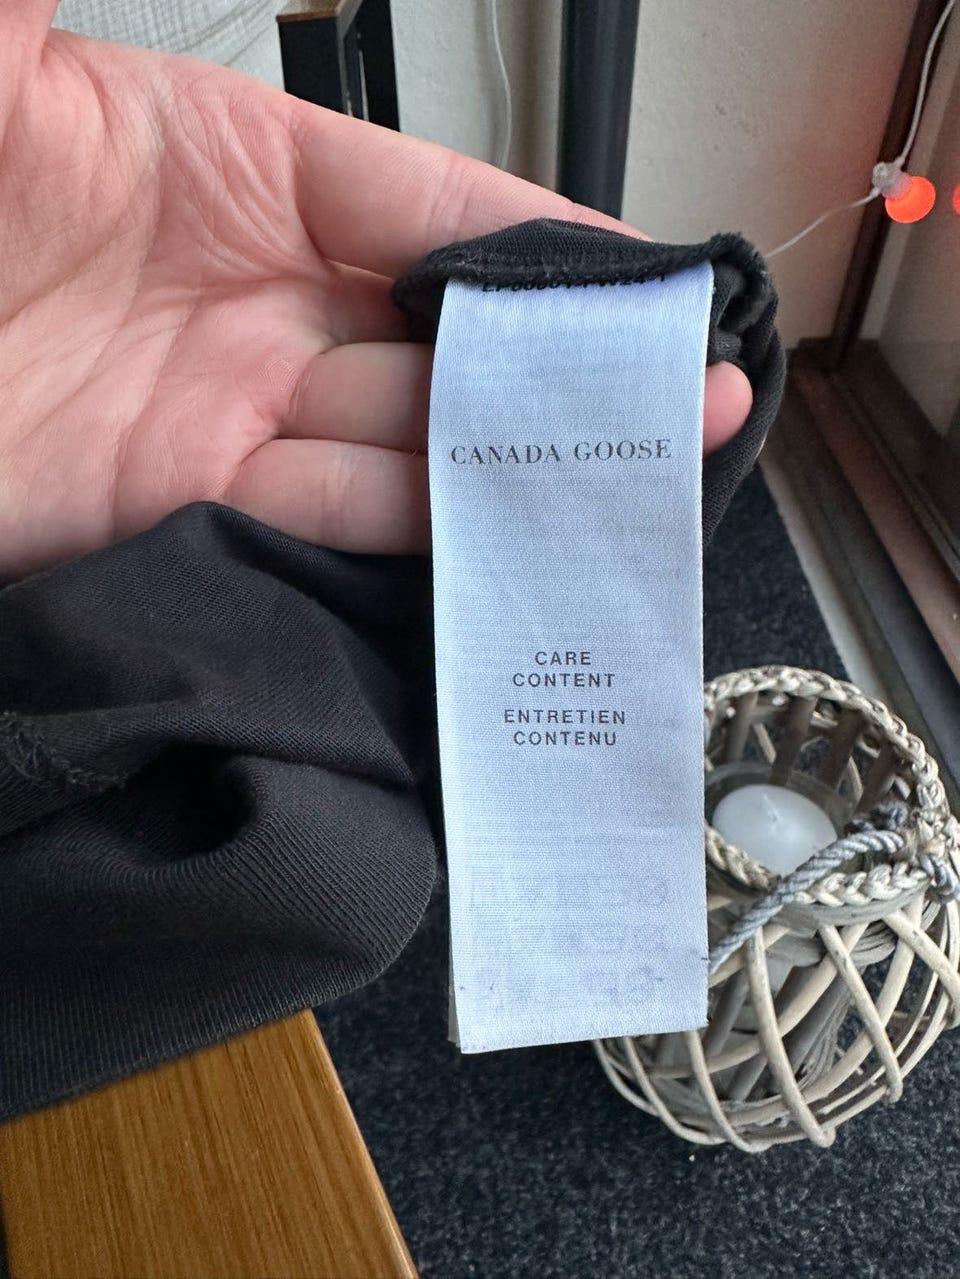 CANADA GOOSE
CARE
CONTENT
ENTRETIEN
CONTENU